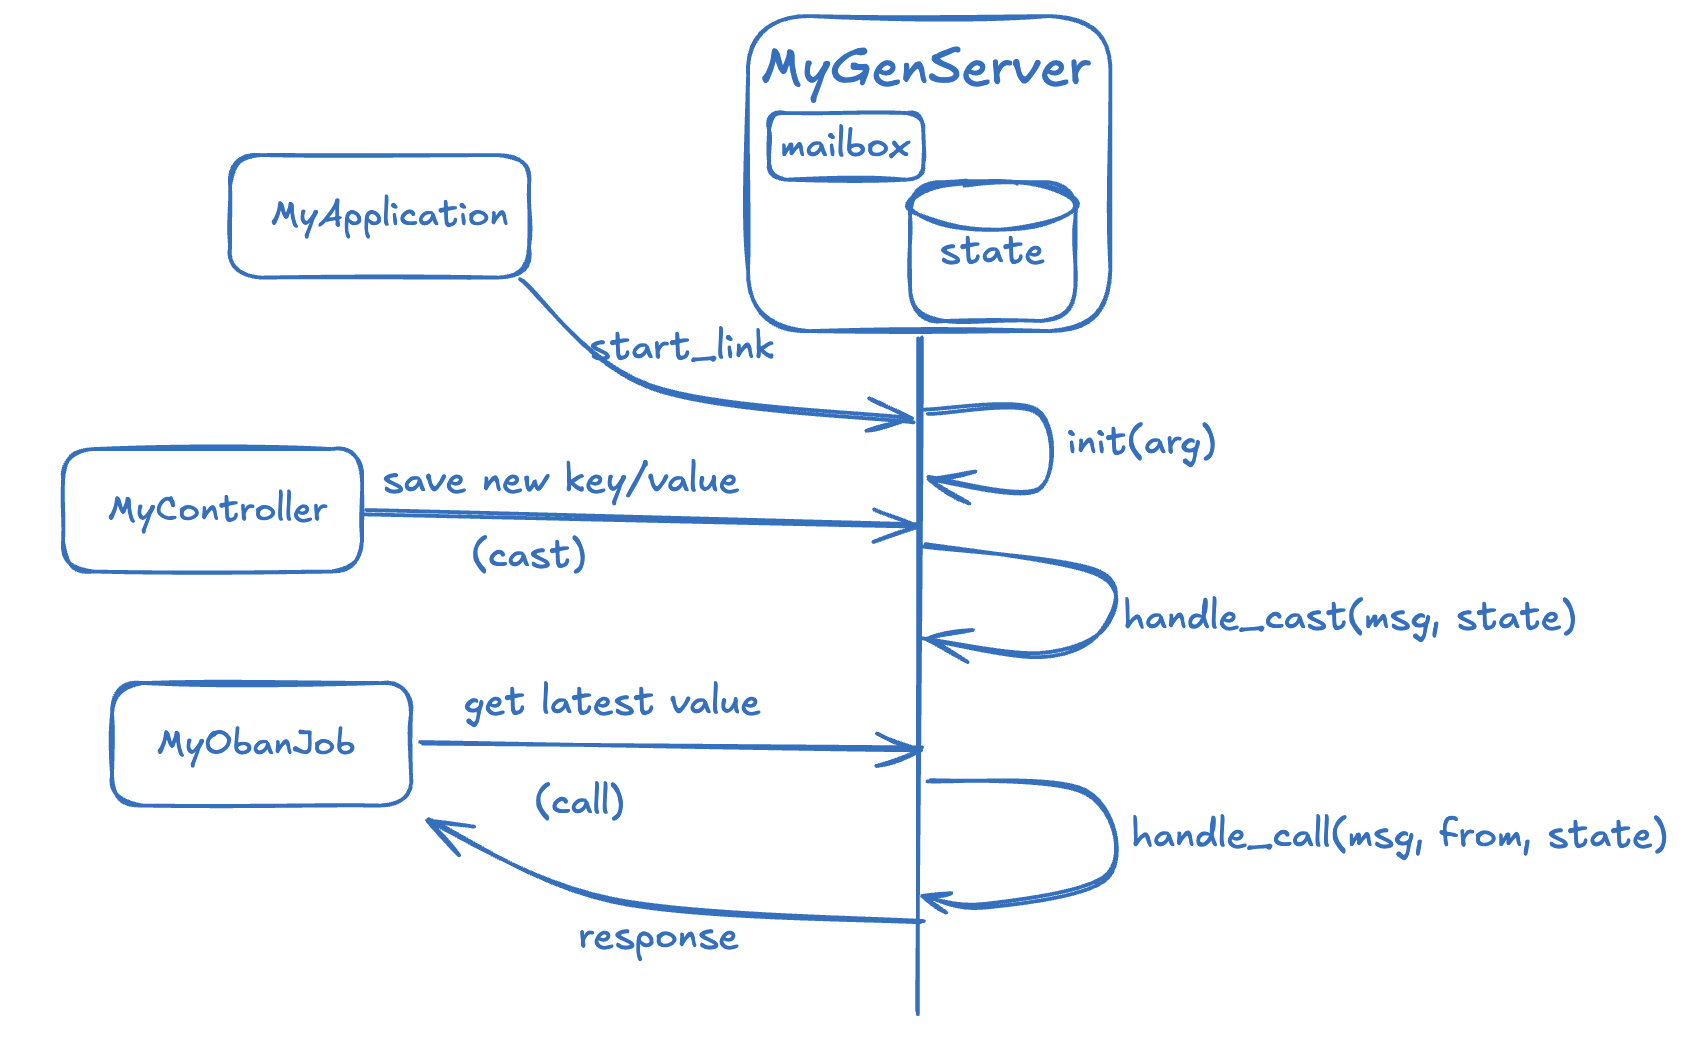 MyGenServer
mailbox
MyApplication
state
start_link
init(arg)
save new key/value
MyController
(cast)
handle_cast(msg, state)
get latest value
MyObanJob
(call)
handle_call(msg, from, state)
response